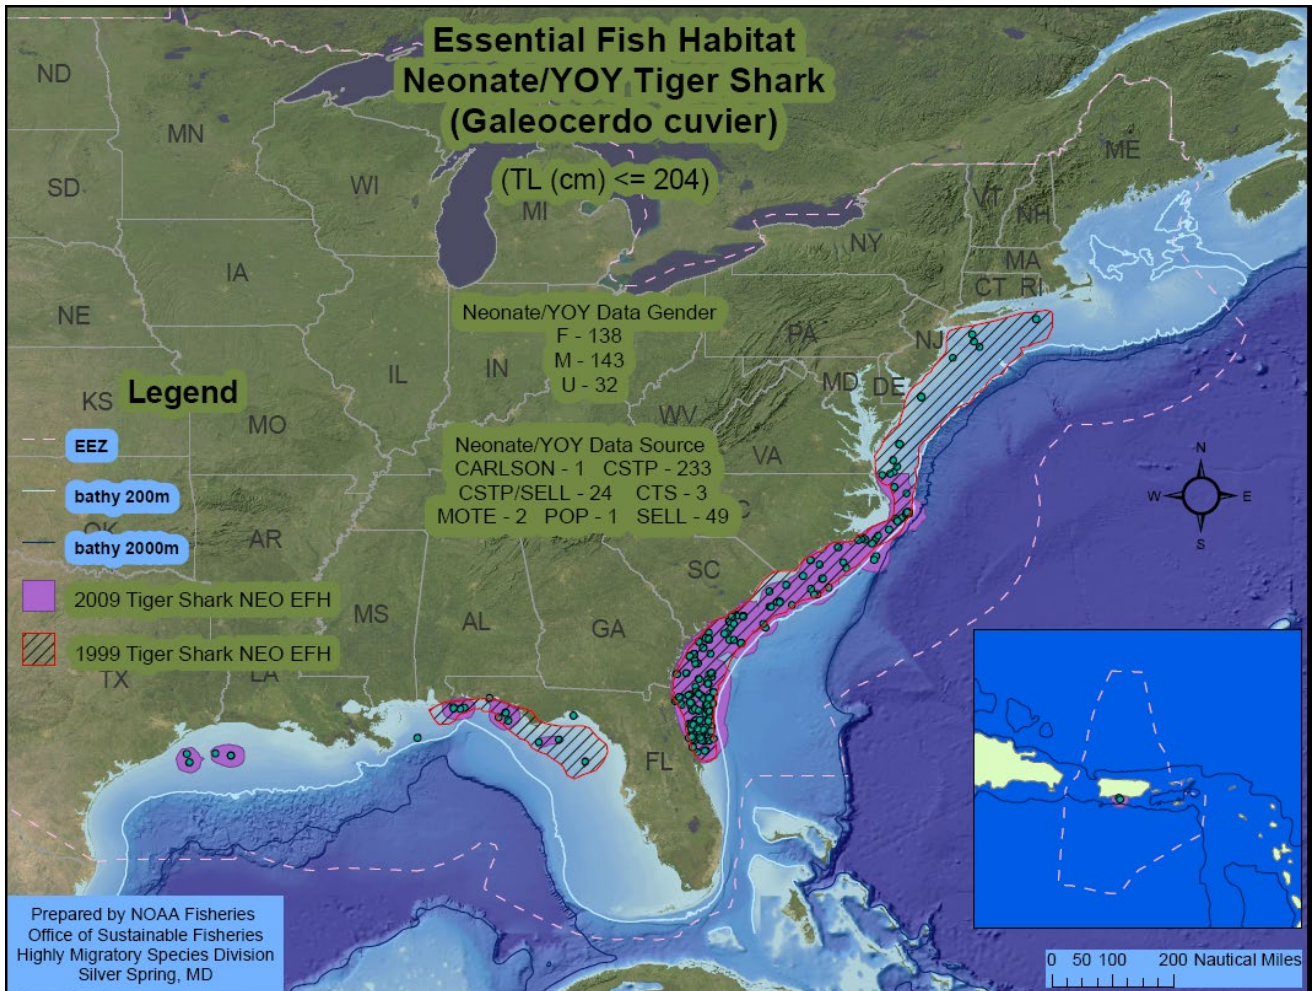 Essential Fish Habitat
Neonate/YOY Tiger Shark
(Galeocerdo cuvier)
(TL (cm) <= 204)
ND
MN
SD
WI
MI
ME
VT
NH
NY
MA
CT RI
IA
NE
PA
NJ
IL
IN
MD
DE
Neonate/YOY Data Gender
F - 138
M - 143
U - 32
KS
MO
WV
VA
Neonate/YOY Data Source
CARLSON - 1 CSTP - 233
CSTP/SELL - 24 CTS - 3
MOTE - 2 POP - 1 SELL - 49
C
Legend
EEZ
bathy 200m
OK
bathy 2000m
2009 Tiger Shark NEO EFH
1999 Tiger Shark NEO EFH
AR
SC
MS
AL
GA
TX
LA
FL
N
W
E
S
Prepared by NOAA Fisheries
Office of Sustainable Fisheries
Highly Migratory Species Division
Silver Spring, MD
0 50 100 200 Nautical Miles